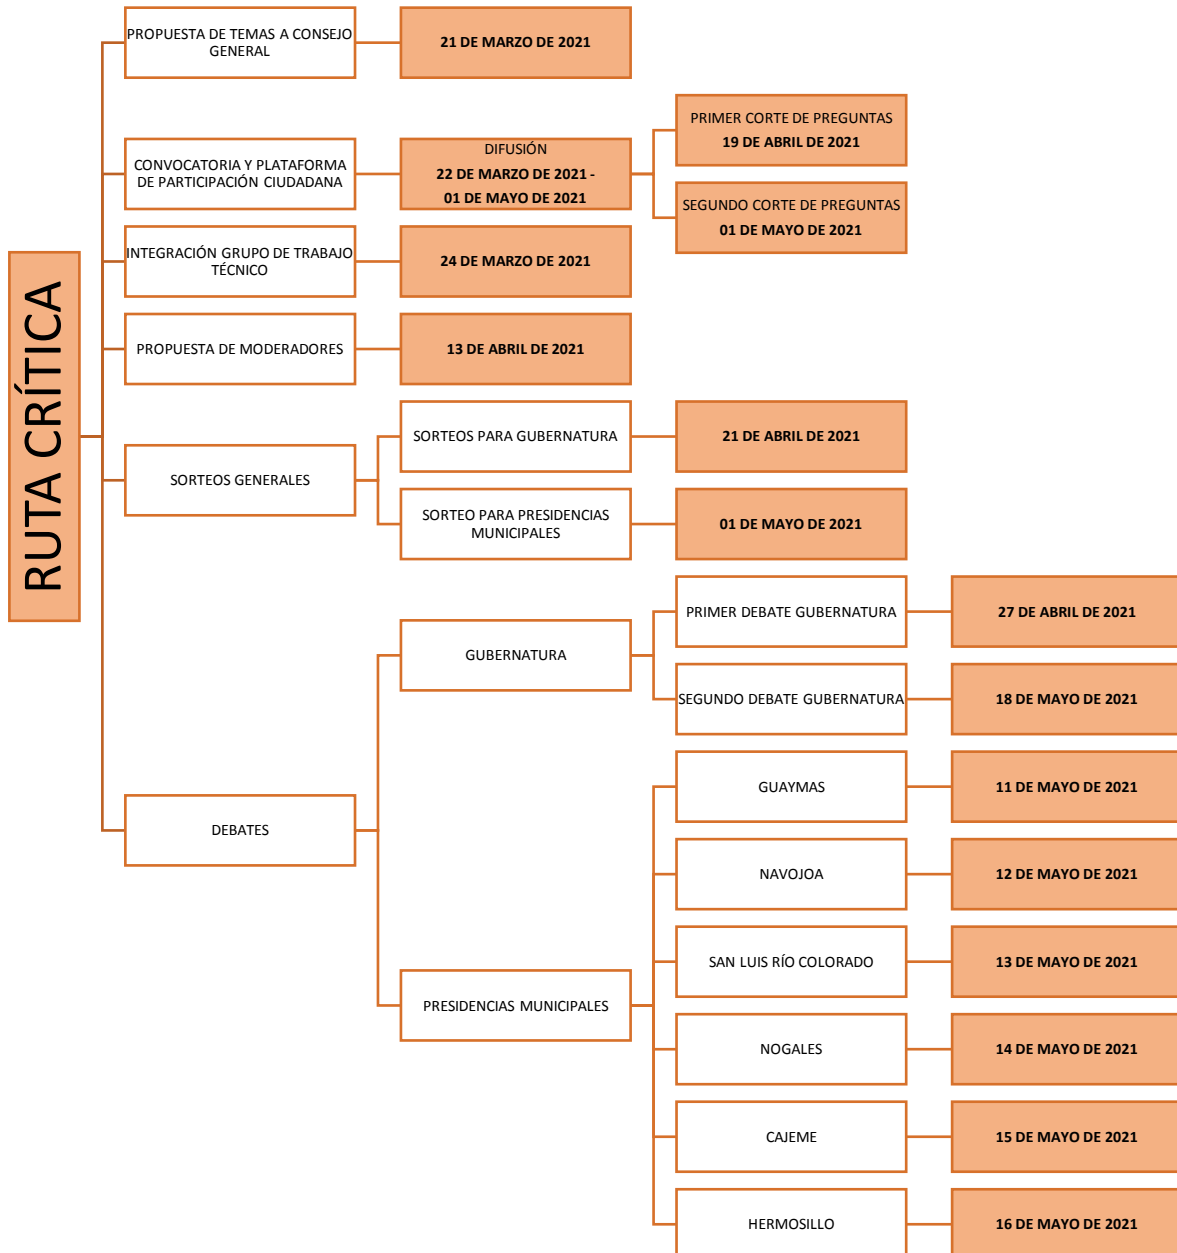 RUTA CRÍTICA
PROPUESTA DE TEMAS A CONSEJO
GENERAL
21 DE MARZO DE 2021
CONVOCATORIA Y PLATAFORMA
DE PARTICIPACIÓN CIUDADANA
DIFUSIÓN
22 DE MARZO DE 2021 -
01 DE MAYO DE 2021
PRIMER CORTE DE PREGUNTAS
19 DE ABRIL DE 2021
SEGUNDO CORTE DE PREGUNTAS
01 DE MAYO DE 2021
INTEGRACIÓN GRUPO DE TRABAJO
TÉCNICO
24 DE MARZO DE 2021
PROPUESTA DE MODERADORES
13 DE ABRIL DE 2021
SORTEOS GENERALES
SORTEOS PARA GUBERNATURA
21 DE ABRIL DE 2021
SORTEO PARA PRESIDENCIAS
MUNICIPALES
01 DE MAYO DE 2021
DEBATES
GUBERNATURA
PRIMER DEBATE GUBERNATURA
27 DE ABRIL DE 2021
SEGUNDO DEBATE GUBERNATURA
18 DE MAYO DE 2021
PRESIDENCIAS MUNICIPALES
GUAYMAS
11 DE MAYO DE 2021
NAVOJOA
12 DE MAYO DE 2021
SAN LUIS RÍO COLORADO
13 DE MAYO DE 2021
NOGALES
14 DE MAYO DE 2021
CAJEME
15 DE MAYO DE 2021
HERMOSILLO
16 DE MAYO DE 2021